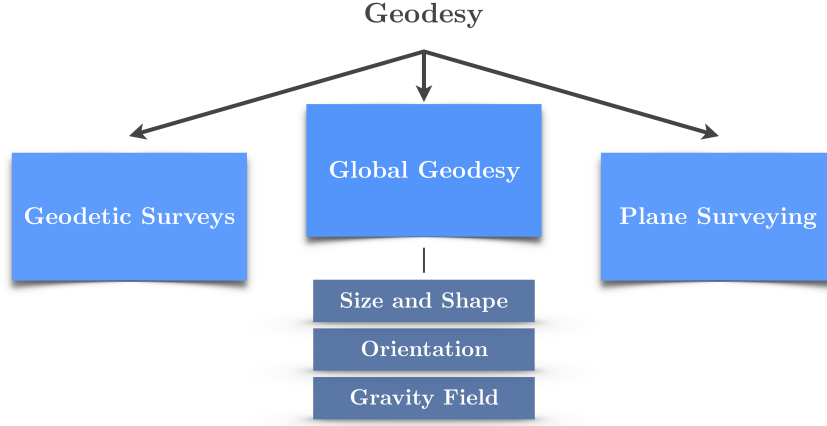 Geodesy
Geodetic Surveys
Global Geodesy
Plane Surveying
Size and Shape
Orientation
Gravity Field